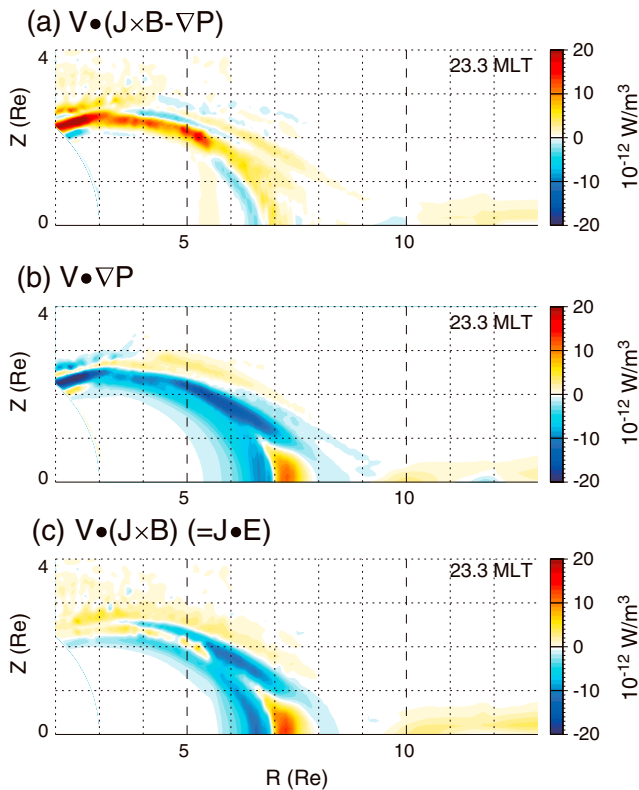 (a) V●(J×B-∇P)
4
Z (Re)
0
23.3 MLT
5
10
20
10
0
-10
-20
10⁻¹² W/m³
(b) V●∇P
4
Z (Re)
0
23.3 MLT
5
10
20
10
0
-10
-20
10⁻¹² W/m³
(c) V●(J×B) (=J●E)
4
Z (Re)
0
23.3 MLT
5
10
R (Re)
20
10
0
-10
-20
10⁻¹² W/m³